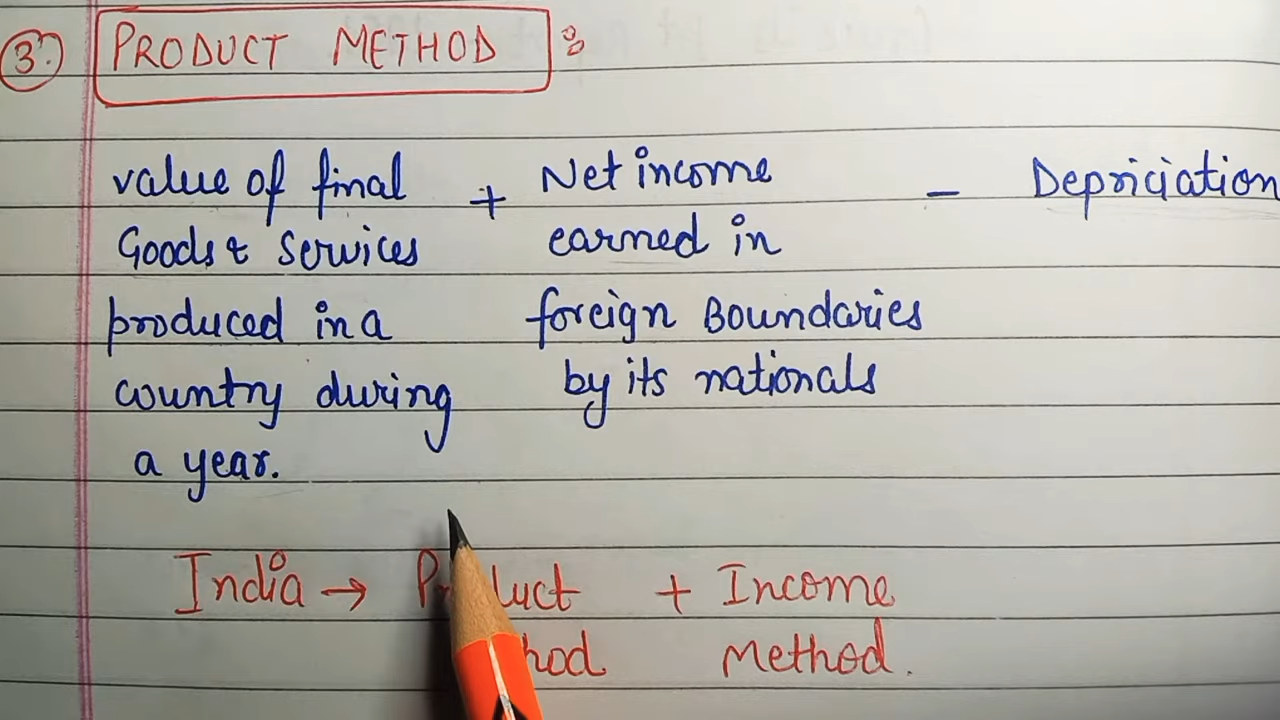 3. PRODUCT METHOD :
value of final + Net income - Depriciation
Goods & Services earned in
produced in a foreign Boundaries
country during by its nationals
a year.
India → + Income
Method.